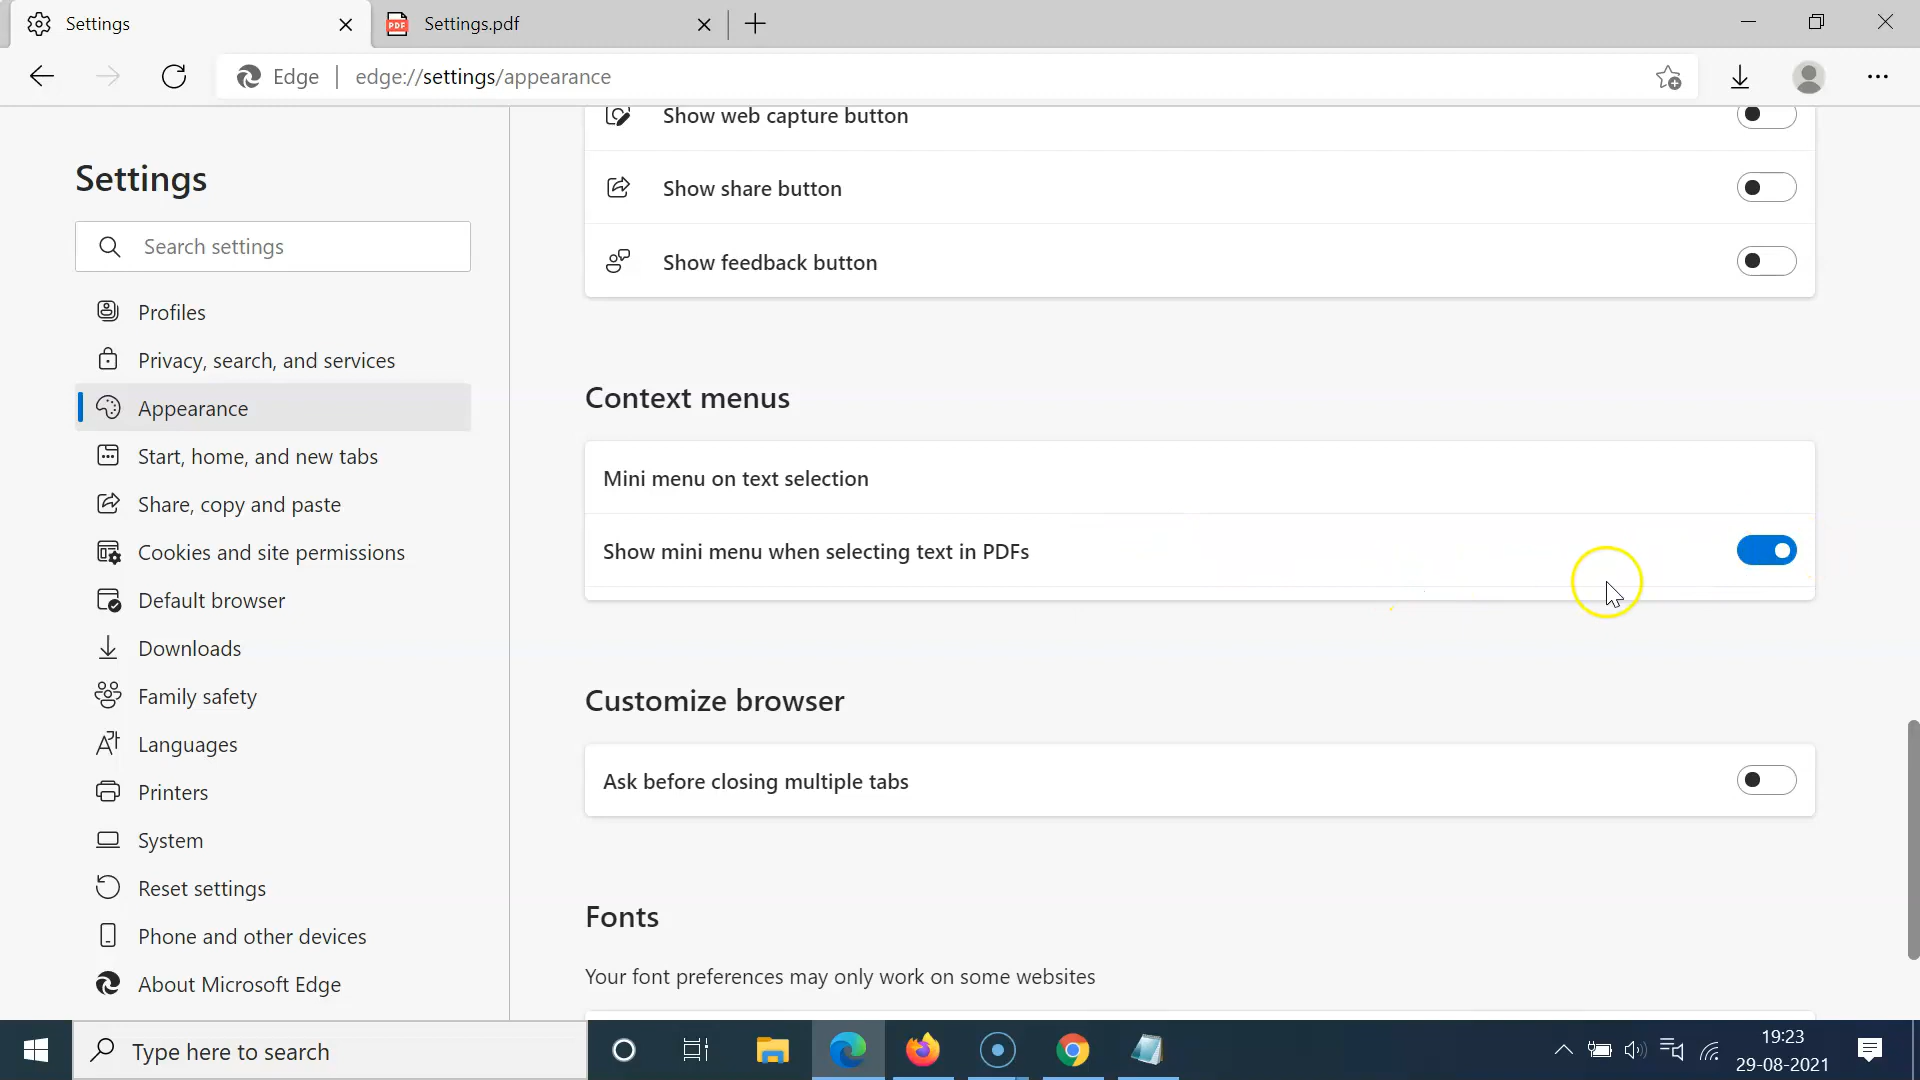 Settings
Settings.pdf
Edge
edge://settings/appearance
Settings
Search settings
Profiles
Privacy, search, and services
Appearance
Start, home, and new tabs
Share, copy and paste
Cookies and site permissions
Default browser
Downloads
Family safety
Languages
Printers
System
Reset settings
Phone and other devices
About Microsoft Edge
Show web capture button
Show share button
Show feedback button
Context menus
Mini menu on text selection
Show mini menu when selecting text in PDFs
Customize browser
Ask before closing multiple tabs
Fonts
Your font preferences may only work on some websites
Type here to search
19:23
29-08-2021